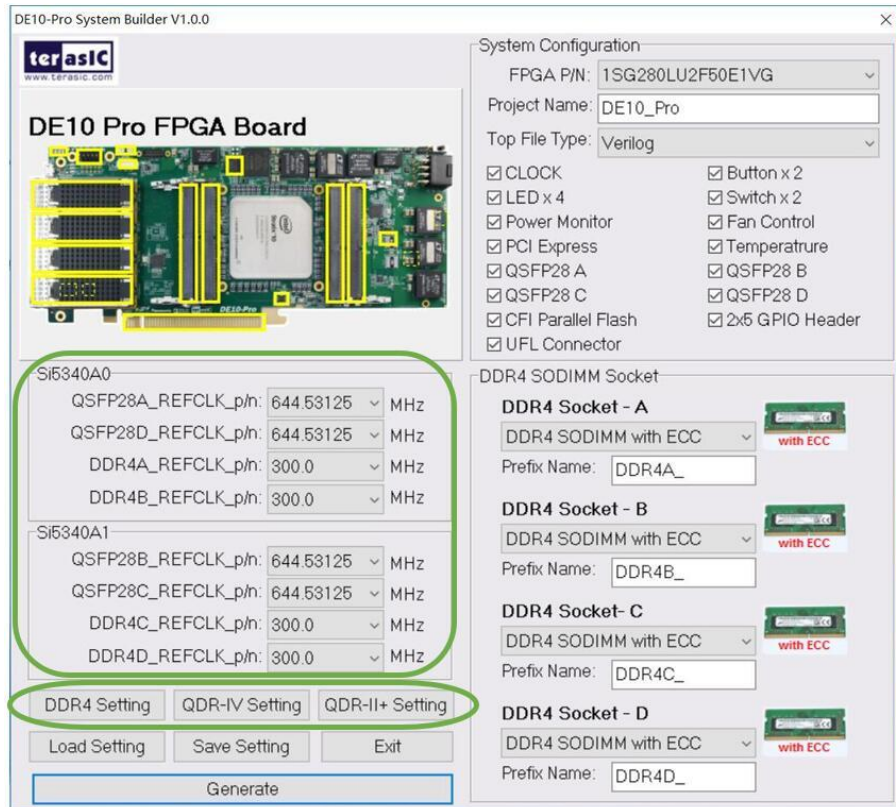 DE10-Pro System Builder V1.0.0
terasIC
www.terasic.com
DE10 Pro FPGA Board
DE10-Pro
System Configuration
FPGA P/N: 1SG280LU2F50E1VG
Project Name: DE10_Pro
Top File Type: Verilog
CLOCK Button x 2
LED x 4 Switch x 2
Power Monitor Fan Control
PCI Express Temperatrure
QSFP28 A QSFP28 B
QSFP28 C QSFP28 D
CFI Parallel Flash 2x5 GPIO Header
UFL Connector
Si5340A0
QSFP28A_REFCLK_p/n: 644.53125 MHz
QSFP28D_REFCLK_p/n: 644.53125 MHz
DDR4A_REFCLK_p/n: 300.0 MHz
DDR4B_REFCLK_p/n: 300.0 MHz
Si5340A1
QSFP28B_REFCLK_p/n: 644.53125 MHz
QSFP28C_REFCLK_p/n: 644.53125 MHz
DDR4C_REFCLK_p/n: 300.0 MHz
DDR4D_REFCLK_p/n: 300.0 MHz
DDR4 Setting QDR-IV Setting QDR-II+ Setting
Load Setting Save Setting Exit
Generate
DDR4 SODIMM Socket
DDR4 Socket - A
DDR4 SODIMM with ECC
with ECC
Prefix Name: DDR4A_
DDR4 Socket - B
DDR4 SODIMM with ECC
with ECC
Prefix Name: DDR4B_
DDR4 Socket- C
DDR4 SODIMM with ECC
with ECC
Prefix Name: DDR4C_
DDR4 Socket - D
DDR4 SODIMM with ECC
with ECC
Prefix Name: DDR4D_